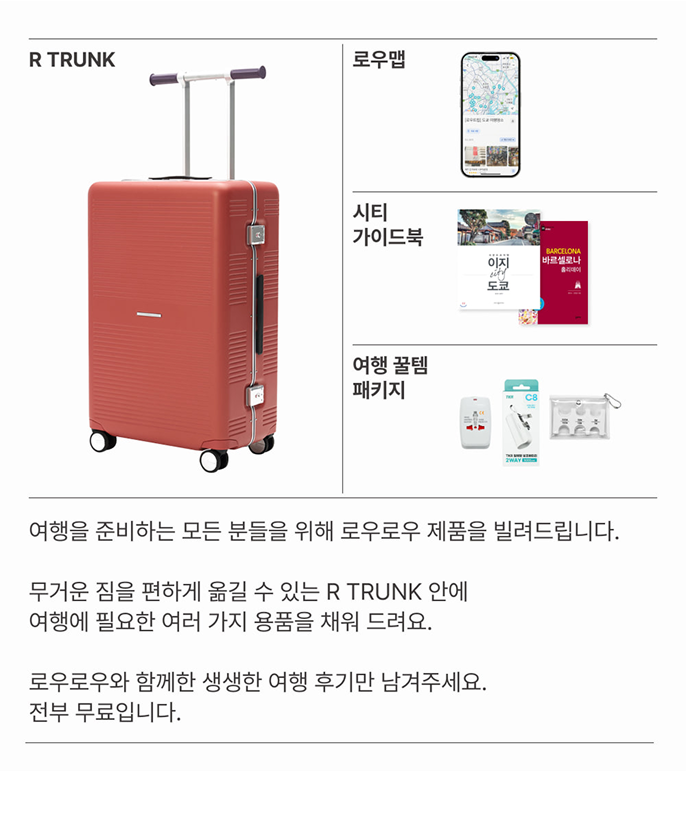 R TRUNK
로우맵
시티
가이드북
이지
city
도쿄
BARCELONA
바르셀로나
홀리데이
여행 꿀템
패키지
C8
2WAY
여행을 준비하는 모든 분들을 위해 로우로우 제품을 빌려드립니다.
무거운 짐을 편하게 옮길 수 있는 R TRUNK 안에
여행에 필요한 여러 가지 용품을 채워 드려요.
로우로우와 함께한 생생한 여행 후기만 남겨주세요.
전부 무료입니다.